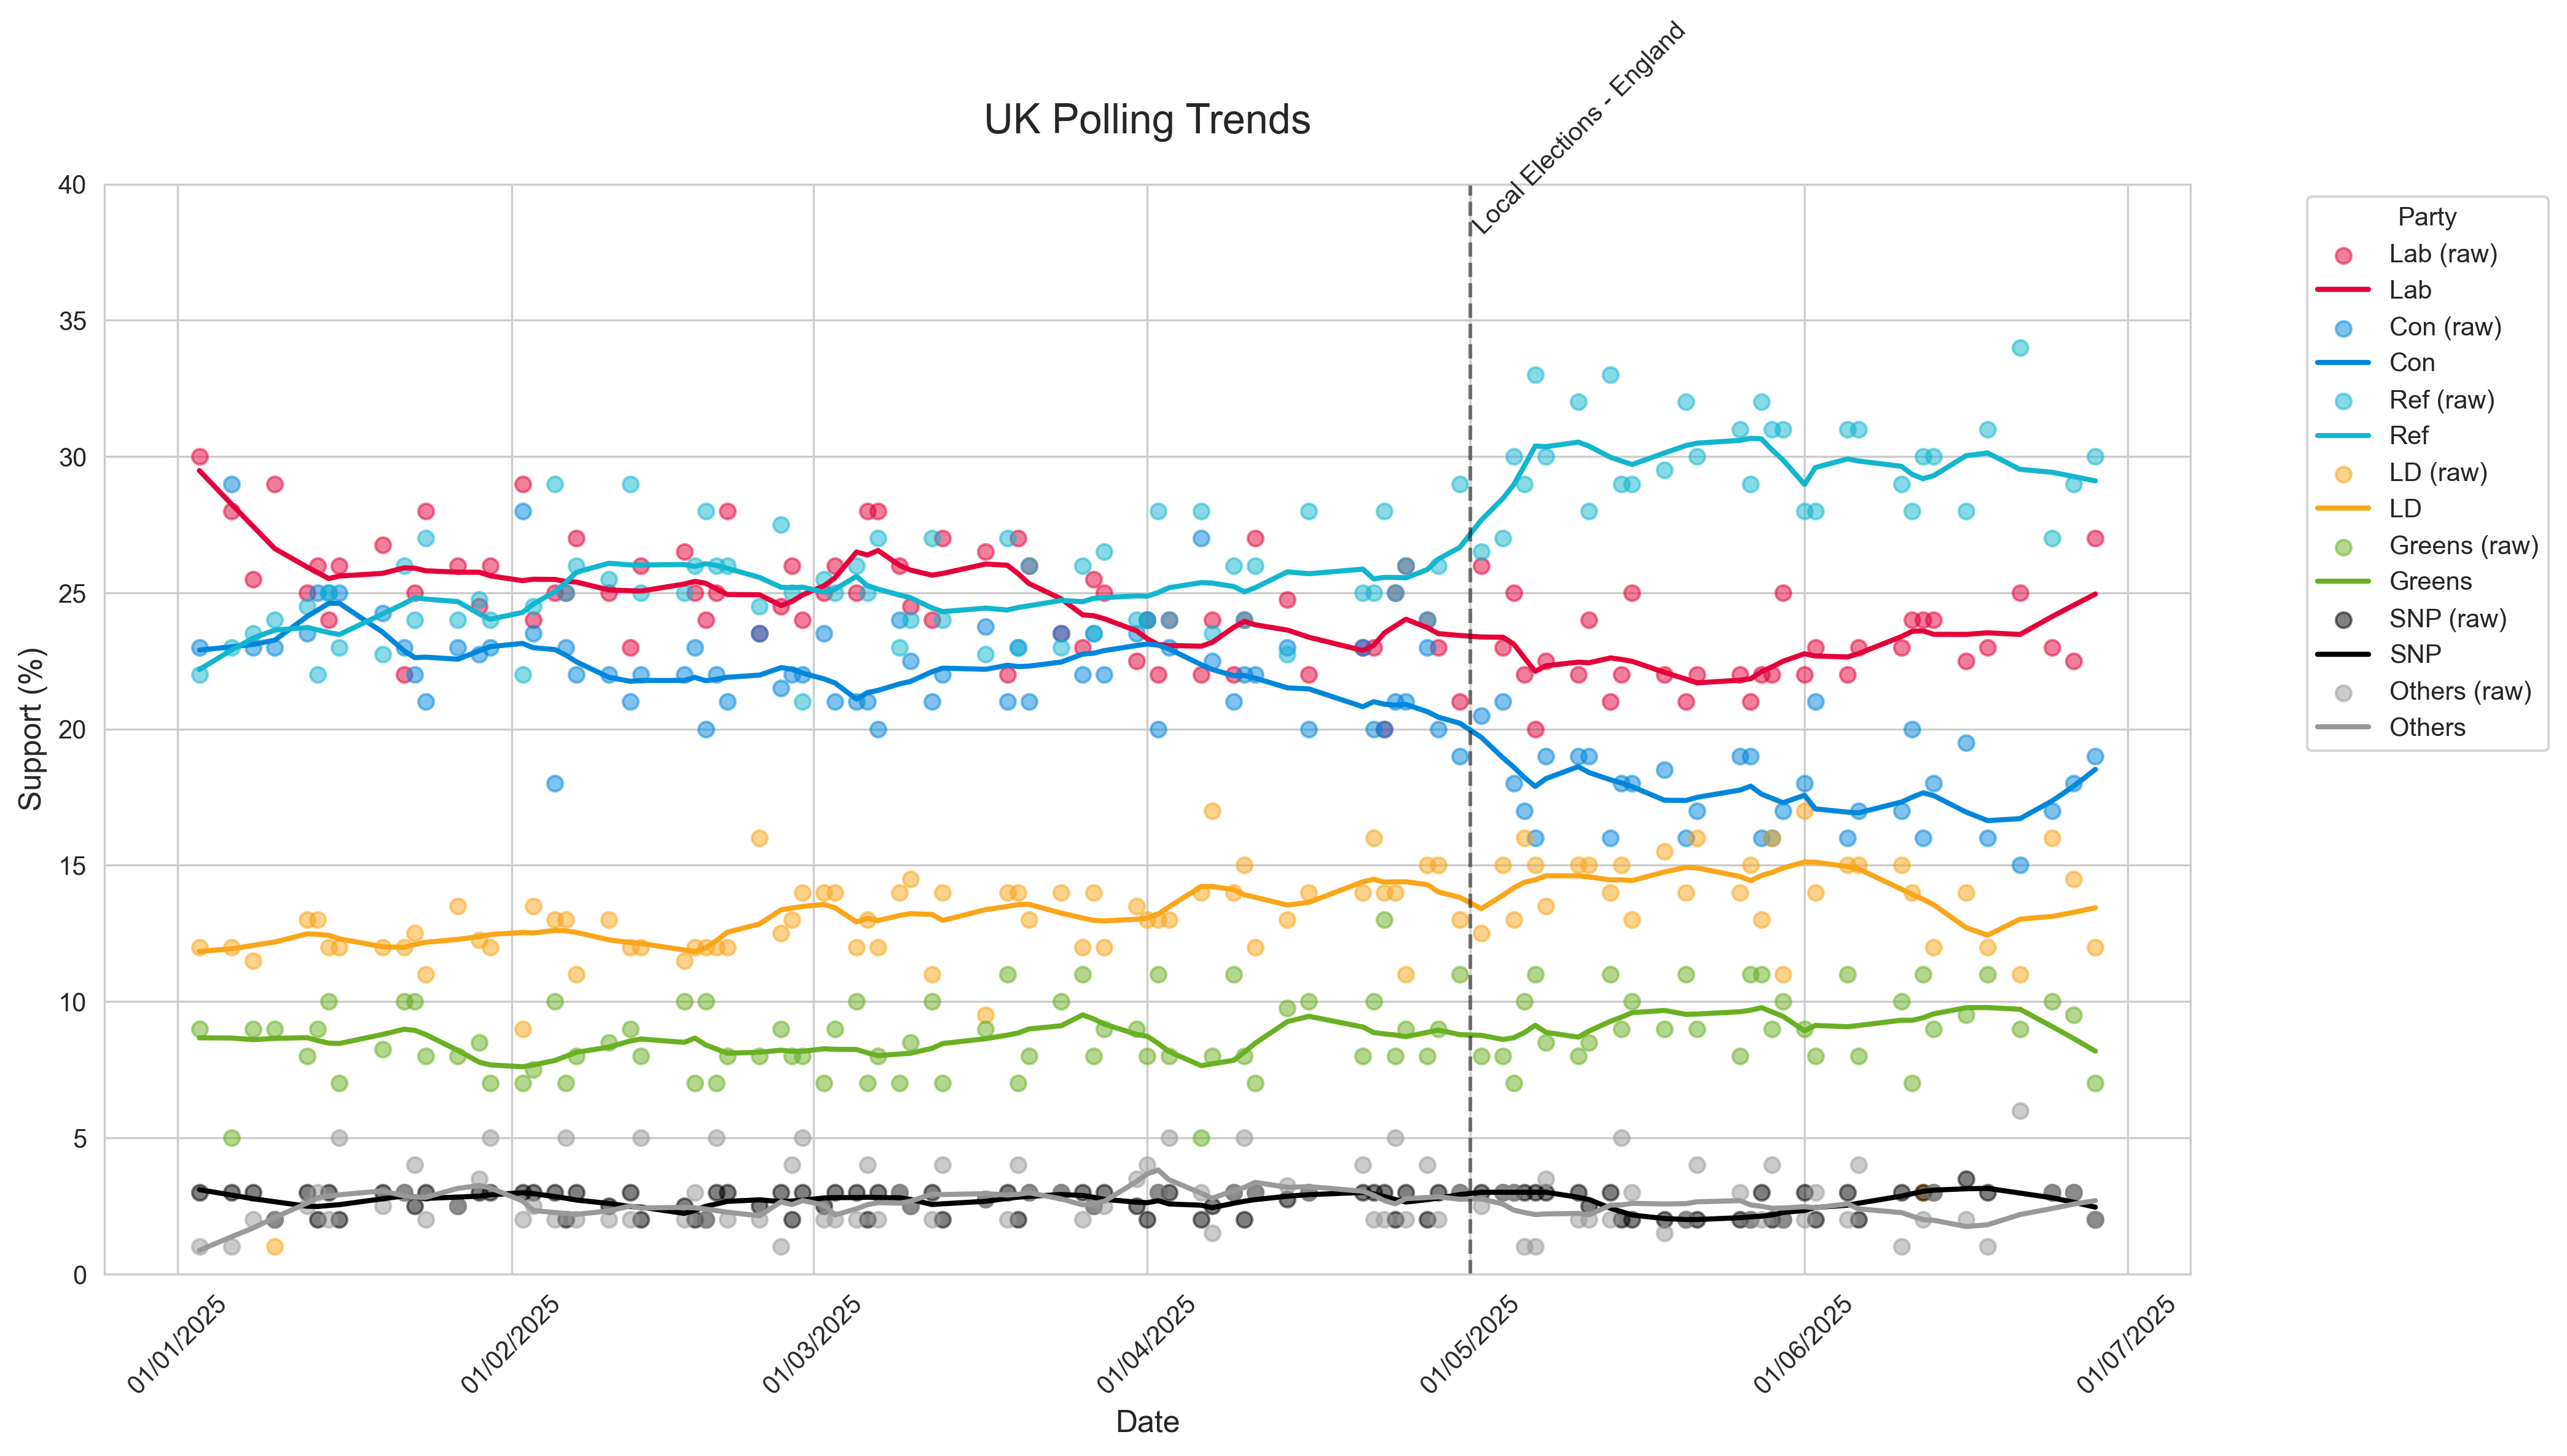 UK Polling Trends
Local Elections - England
Support (%)
40
35
30
25
20
15
10
5
0
01/01/2025
01/02/2025
01/03/2025
01/04/2025
01/05/2025
01/06/2025
01/07/2025
Date
Party
Lab (raw)
Lab
Con (raw)
Con
Ref (raw)
Ref
LD (raw)
LD
Greens (raw)
Greens
SNP (raw)
SNP
Others (raw)
Others